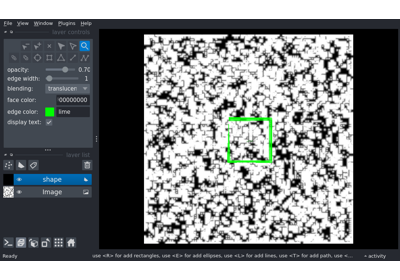 File View Window Plugins Help
layer controls
opacity: 0.70
edge width: 1
blending: translucen
face color: 00000000
edge color: lime
display text:
layer list
shape
Image
Ready use <R> for add rectangles, use <E> for add ellipses, use <L> for add lines, use <T> for add path, use <... activity